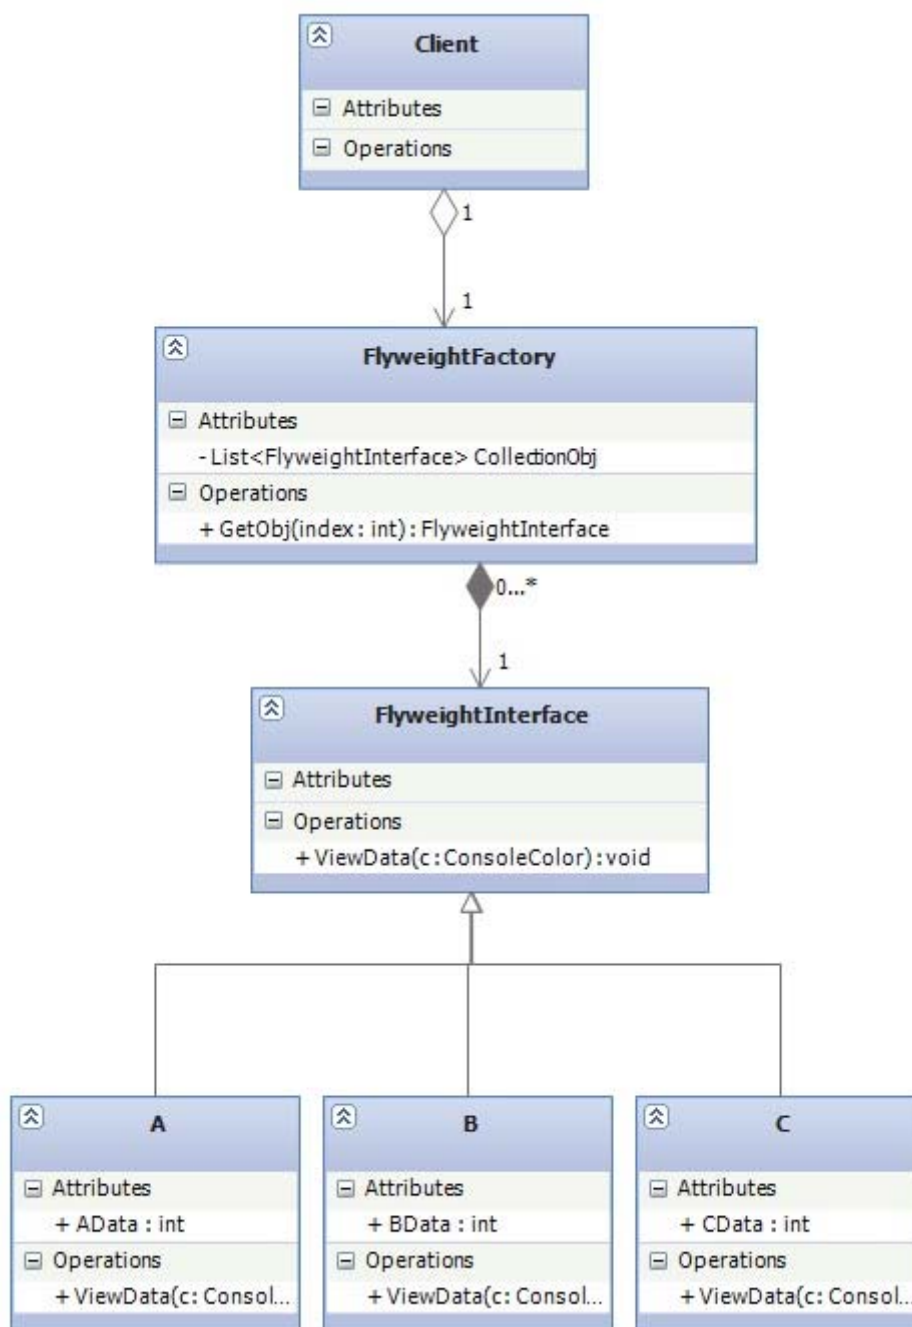 Client
Attributes
Operations
1
1
FlyweightFactory
Attributes
- List<FlyweightInterface> CollectionObj
Operations
+ GetObj(index : int) : FlyweightInterface
0...*
1
FlyweightInterface
Attributes
Operations
+ ViewData(c:ConsoleColor):void
A
Attributes
+ AData : int
Operations
+ ViewData(c: Consol...
B
Attributes
+ BData : int
Operations
+ ViewData(c: Consol...
C
Attributes
+ CData : int
Operations
+ ViewData(c: Consol...